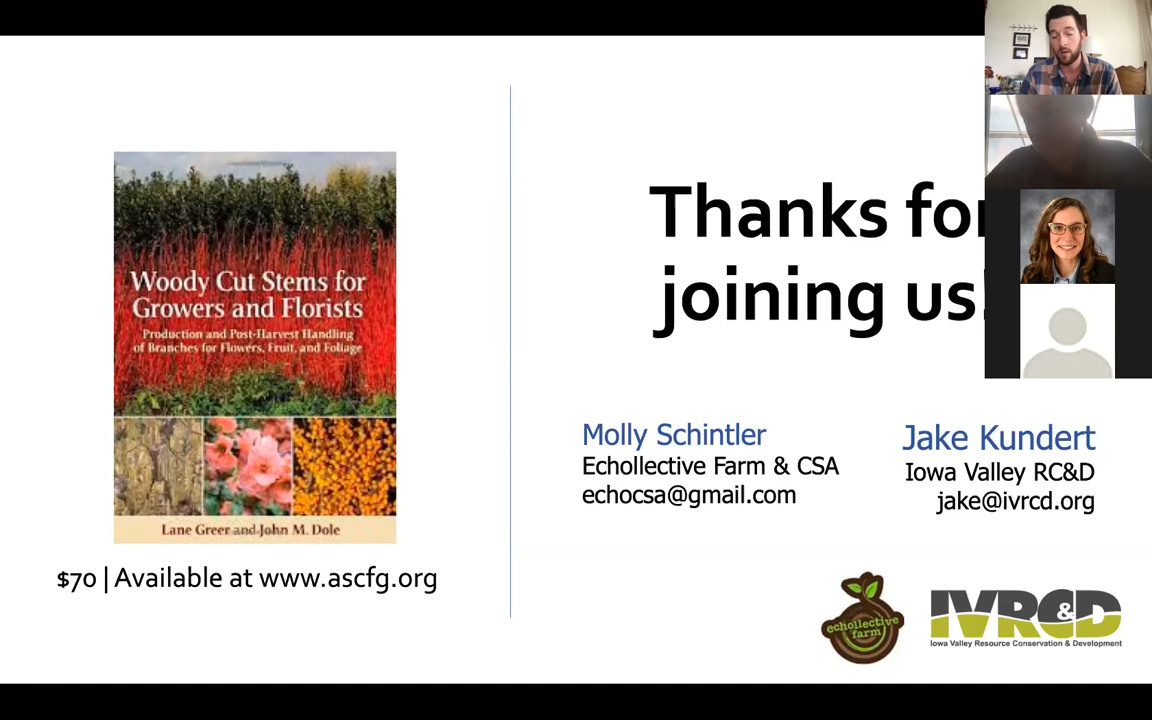 Woody Cut Stems for
Growers and Florists
Production and Post-Harvest Handling
of Branches for Flowers, Fruit, and Foliage
Lane Greer and John M. Dole
$70 | Available at www.ascfg.org
Thanks for
joining us!
Molly Schintler
Echollective Farm & CSA
echocsa@gmail.com
Jake Kundert
Iowa Valley RC&D
jake@ivrcd.org
echollective
farm
IVRC&D
Iowa Valley Resource Conservation & Development